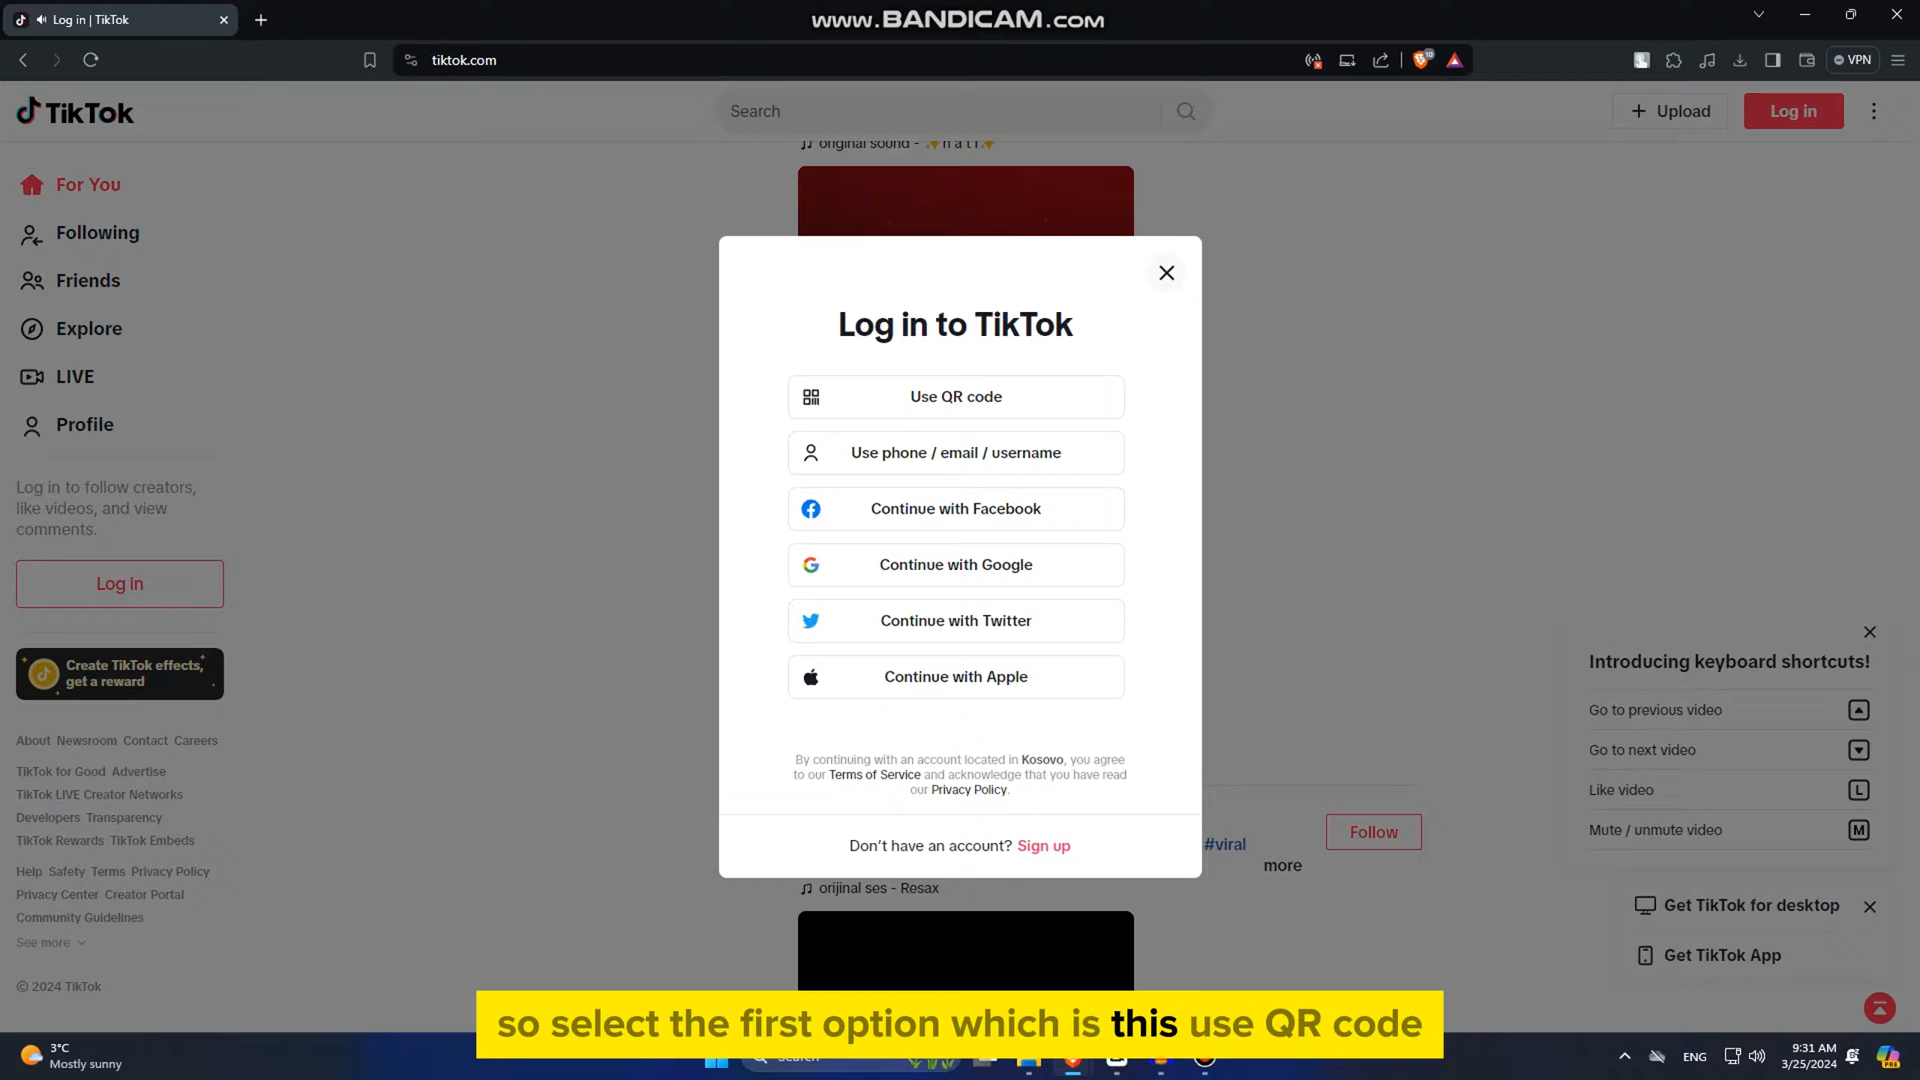 Log in | TikTok
www.BANDICAM.com
tiktok.com
10
VPN
TikTok
Search
Upload
Log in
original sound - ✨n a t i✨
For You
Following
Friends
Explore
LIVE
Profile
Log in to follow creators,
like videos, and view
comments.
Log in
Create TikTok effects,
get a reward
About Newsroom Contact Careers
TikTok for Good Advertise
TikTok LIVE Creator Networks
Developers Transparency
TikTok Rewards TikTok Embeds
Help Safety Terms Privacy Policy
Privacy Center Creator Portal
Community Guidelines
See more
© 2024 TikTok
Log in to TikTok
Use QR code
Use phone / email / username
Continue with Facebook
Continue with Google
Continue with Twitter
Continue with Apple
By continuing with an account located in Kosovo, you agree
to our Terms of Service and acknowledge that you have read
our Privacy Policy.
Don't have an account? Sign up
#viral
more
Follow
orijinal ses - Resax
Introducing keyboard shortcuts!
Go to previous video
Go to next video
Like video L
Mute / unmute video M
Get TikTok for desktop
Get TikTok App
so select the first option which is this use QR code
3°C
Mostly sunny
Search
ENG
9:31 AM
3/25/2024
PRE